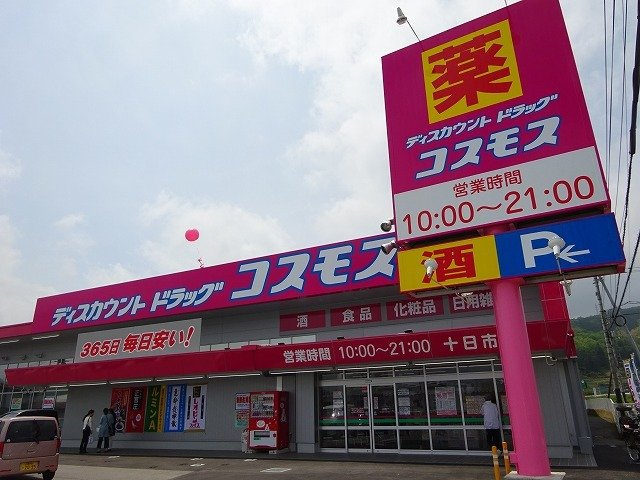 薬
ディスカウント ドラッグ
コスモス
営業時間
10:00～21:00
酒
P
ディスカウント ドラッグ コスモス
酒 食品 化粧品 日用雑
365日 毎日安い!
営業時間 10:00～21:00 十日市